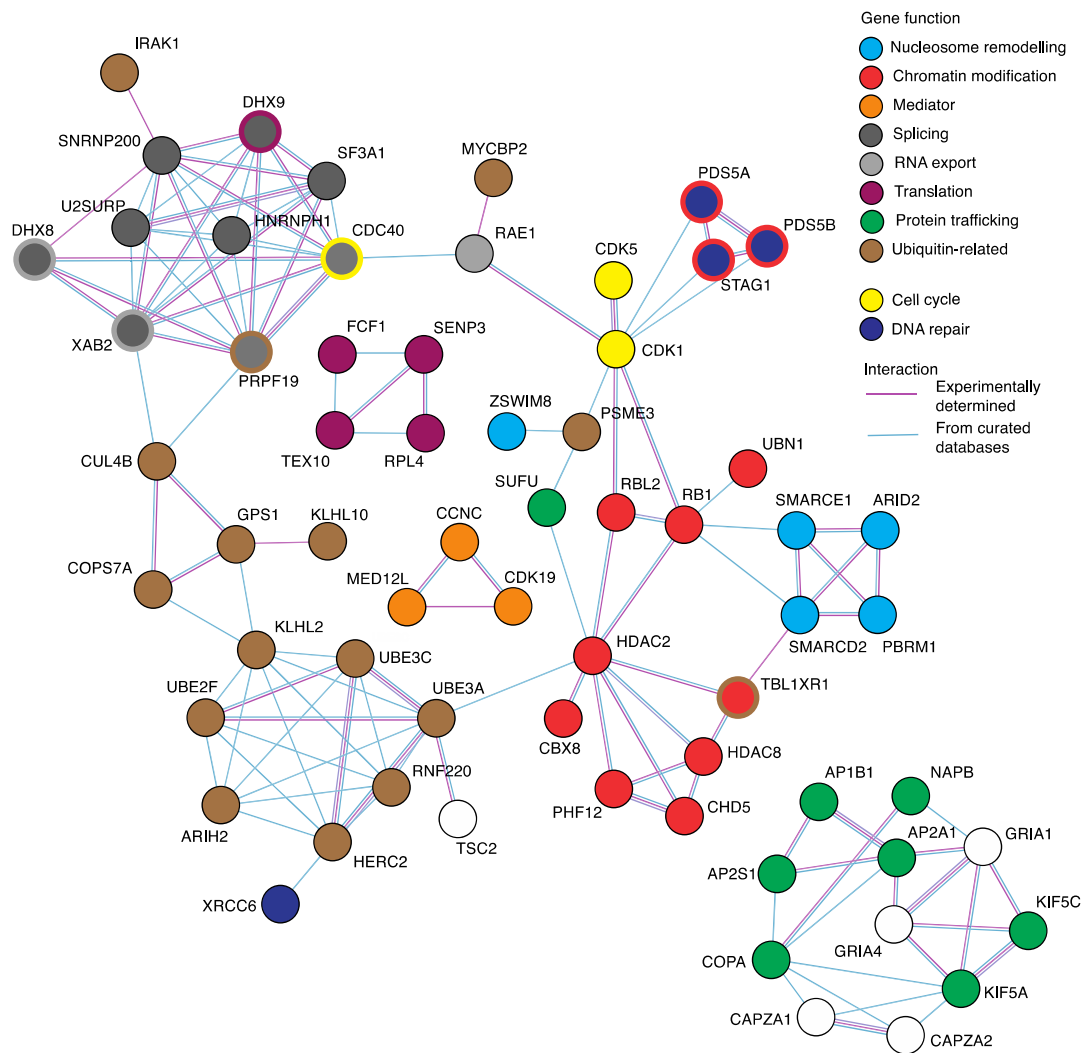 Gene function
Nucleosome remodelling
Chromatin modification
Mediator
Splicing
RNA export
Translation
Protein trafficking
Ubiquitin-related
Cell cycle
DNA repair
Interaction
Experimentally
determined
From curated
databases
IRAK1
DHX9
SNRNP200
SF3A1
MYCBP2
PDS5A
U2SURP
HNRNPH1
PDS5B
DHX8
CDC40
RAE1
CDK5
STAG1
XAB2
PRPF19
FCF1
SENP3
CDK1
ZSWIM8
PSME3
TEX10
RPL4
UBN1
CUL4B
SUFU
RBL2
RB1
SMARCE1
ARID2
GPS1
KLHL10
CCNC
COPS7A
MED12L
CDK19
KLHL2
HDAC2
SMARCD2
PBRM1
UBE3C
UBE2F
UBE3A
TBL1XR1
CBX8
HDAC8
RNF220
ARIH2
TSC2
PHF12
CHD5
HERC2
XRCC6
AP1B1
NAPB
AP2A1
GRIA1
AP2S1
KIF5C
GRIA4
COPA
KIF5A
CAPZA1
CAPZA2